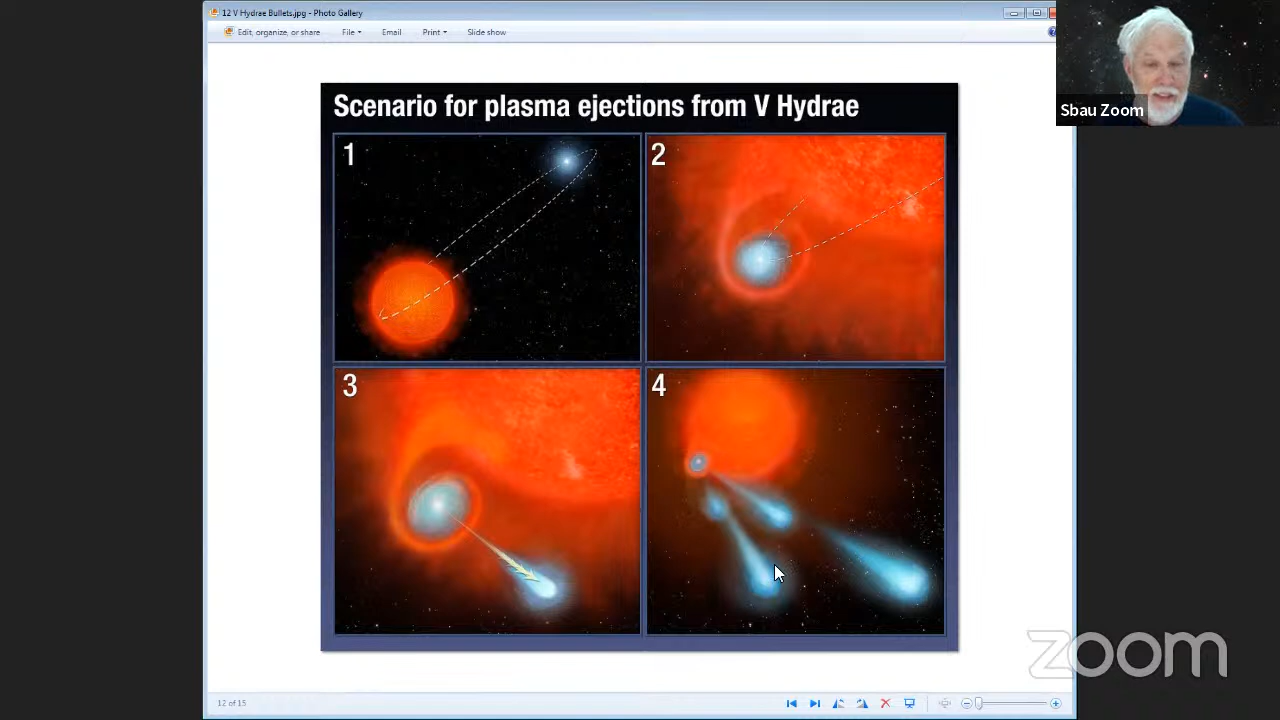 12 V Hydrae Bullets.jpg - Photo Gallery
Edit, organize, or share File Email Print Slide show
Sbau Zoom
Scenario for plasma ejections from V Hydrae
1
2
3
4
zoom
12 of 15